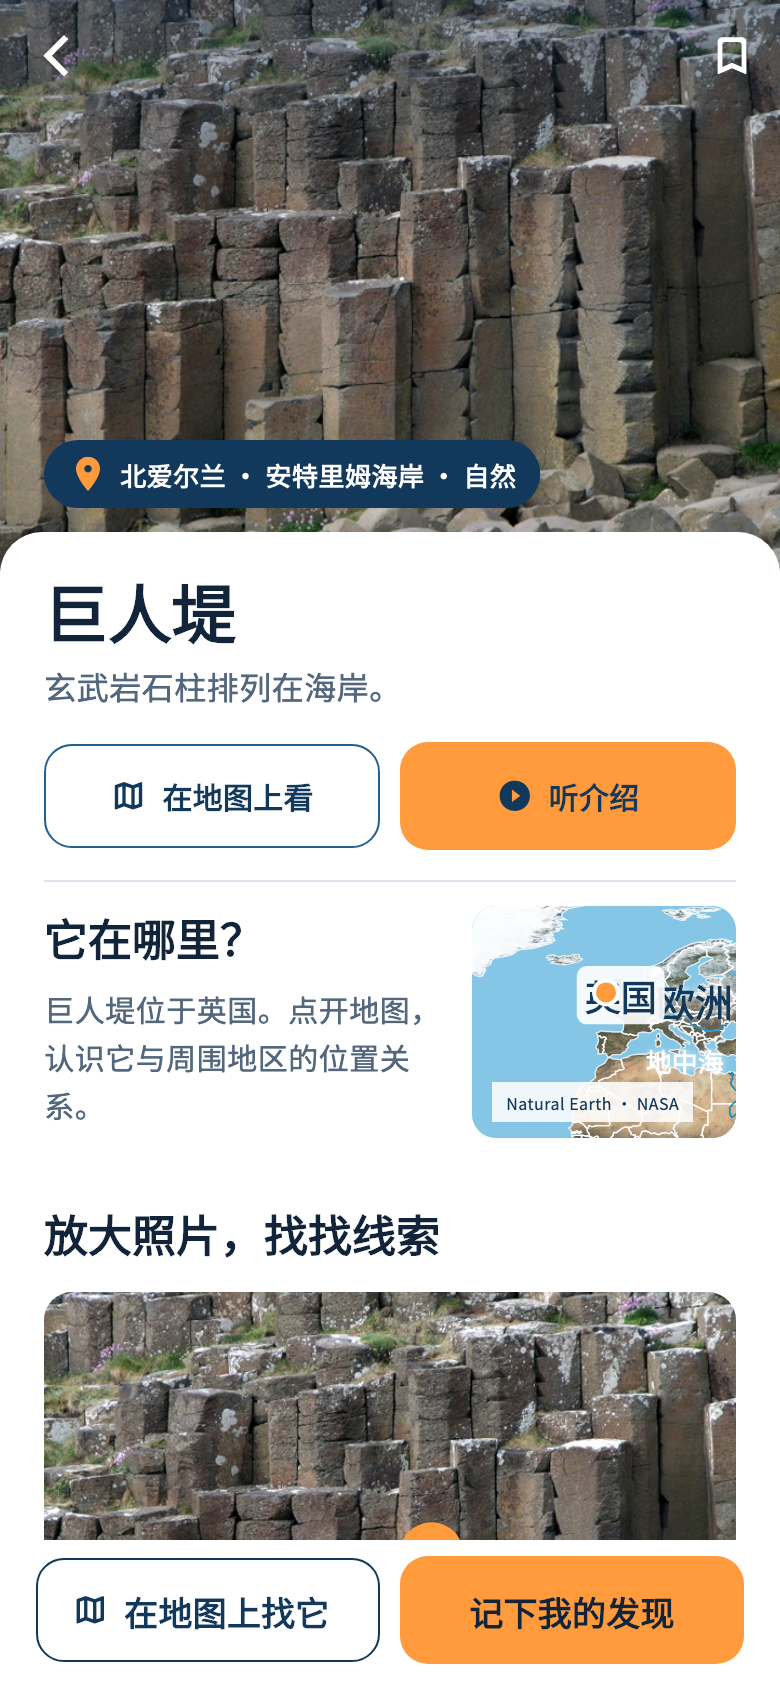 北爱尔兰 · 安特里姆海岸 · 自然
巨人堤
玄武岩石柱排列在海岸。
在地图上看
听介绍
它在哪里？
巨人堤位于英国。点开地图，
认识它与周围地区的位置关
系。
英国
欧洲
地中海
Natural Earth · NASA
放大照片，找找线索
在地图上找它
记下我的发现